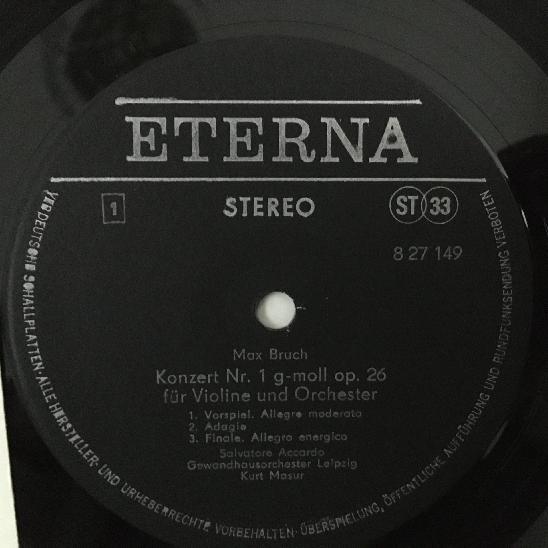 ETERNA
1
STEREO
ST 33
8 27 149
Max Bruch
Konzert Nr. 1 g-moll op. 26
für Violine und Orchester
1. Vorspiel. Allegro moderato
2. Adagio
3. Finale. Allegro energico
Salvatore Accardo
Gewandhausorchester Leipzig
Kurt Masur
VEB DEUTSCHE SCHALLPLATTEN · ALLE HERSTELLER- UND URHEBERRECHTE VORBEHALTEN · ÜBERSPIELUNG, ÖFFENTLICHE AUFFÜHRUNG UND RUNDFUNKSENDUNG VERBOTEN